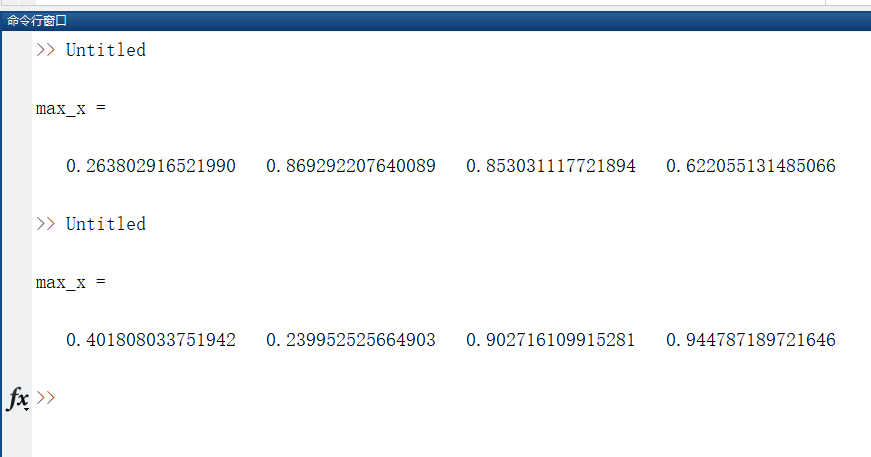 命令行窗口
>> Untitled
max_x =
0.263802916521990 0.869292207640089 0.853031117721894 0.622055131485066
>> Untitled
max_x =
0.401808033751942 0.239952525664903 0.902716109915281 0.944787189721646
fx >>